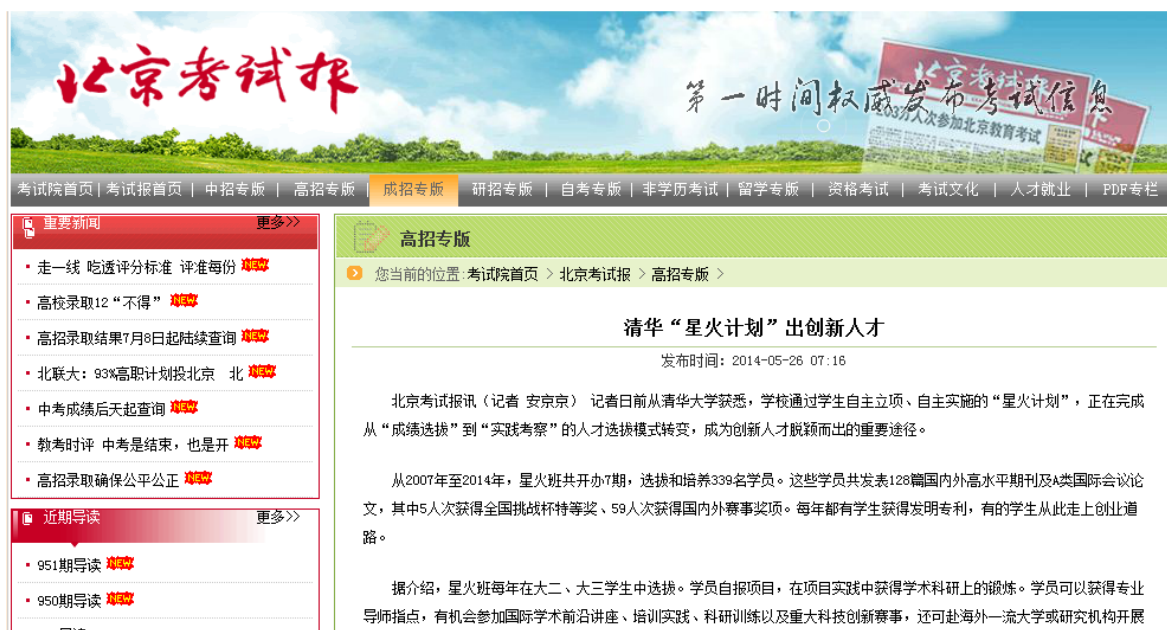 北京考试报
第一时间权威发布考试信息
北京考试报
103万人次参加北京教育考试
考试院首页 | 考试报首页 | 中招专版 | 高招专版 | 成招专版 研招专版 | 自考专版 | 非学历考试 | 留学专版 | 资格考试 | 考试文化 | 人才就业 | PDF专栏
重要新闻 更多>>
走一线 吃透评分标准 评准每份 NEW
高校录取12“不得” NEW
高招录取结果7月8日起陆续查询 NEW
北联大：93%高职计划投北京 北 NEW
中考成绩后天起查询 NEW
教考时评 中考是结束，也是开 NEW
高招录取确保公平公正 NEW
近期导读 更多>>
951期导读 NEW
950期导读 NEW
高招专版
您当前的位置:考试院首页 > 北京考试报 > 高招专版 >
清华“星火计划”出创新人才
发布时间：2014-05-26 07:16
北京考试报讯（记者 安京京） 记者日前从清华大学获悉，学校通过学生自主立项、自主实施的“星火计划”，正在完成
从“成绩选拔”到“实践考察”的人才选拔模式转变，成为创新人才脱颖而出的重要途径。
从2007年至2014年，星火班共开办7期，选拔和培养339名学员。这些学员共发表128篇国内外高水平期刊及A类国际会议论
文，其中5人次获得全国挑战杯特等奖、59人次获得国内外赛事奖项。每年都有学生获得发明专利，有的学生从此走上创业道
路。
据介绍，星火班每年在大二、大三学生中选拔。学员自报项目，在项目实践中获得学术科研上的锻炼。学员可以获得专业
导师指点，有机会参加国际学术前沿讲座、培训实践、科研训练以及重大科技创新赛事，还可赴海外一流大学或研究机构开展